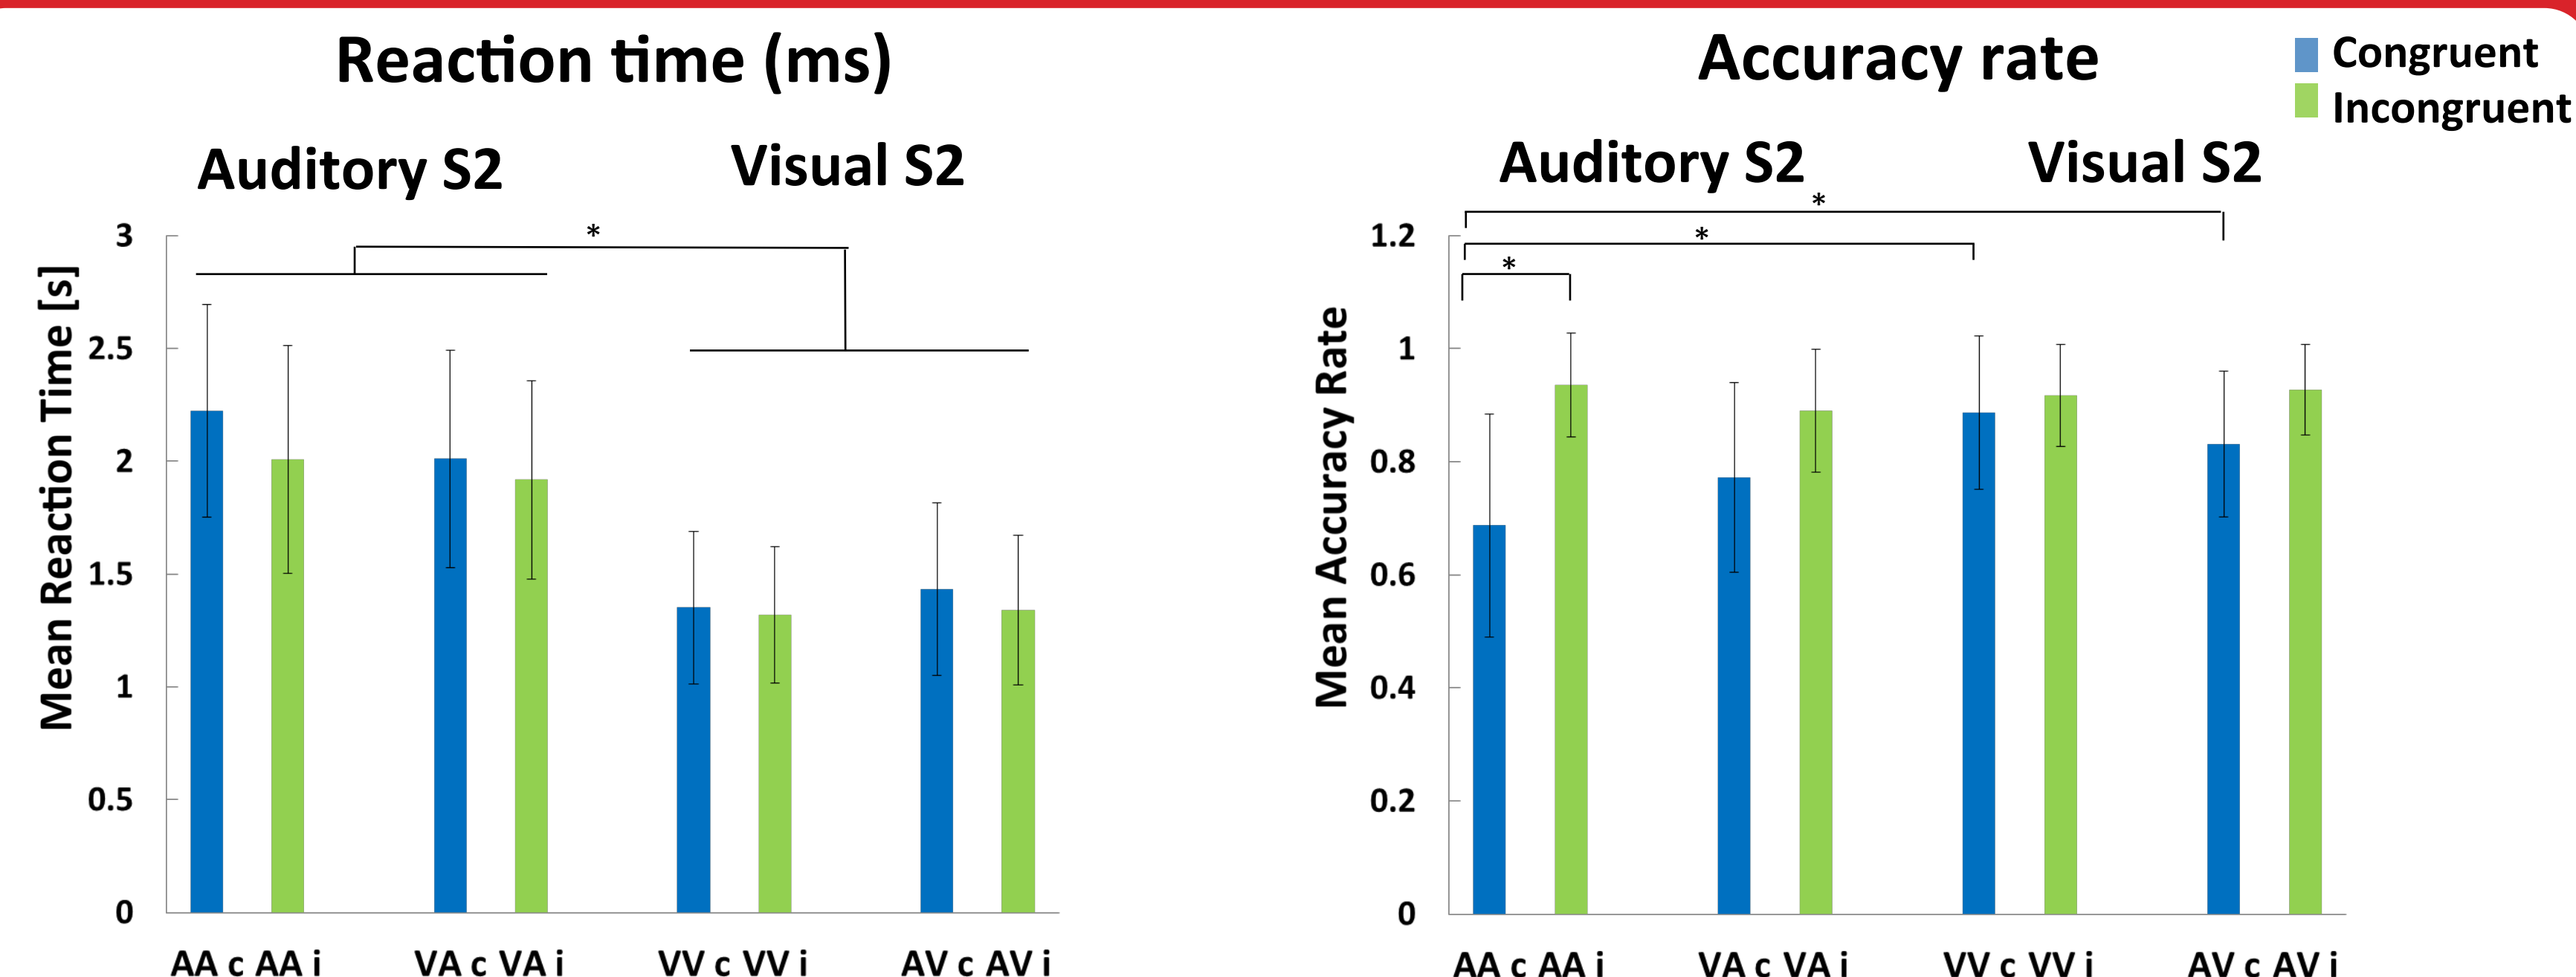 Reaction time (ms)
Auditory S2 Visual S2
*
3
2.5
2
1.5
1
0.5
0
Mean Reaction Time [s]
AA c AA i VA c VA i VV c VV i AV c AV i
Accuracy rate
Congruent
Incongruent
Auditory S2 Visual S2
*
*
*
1.2
1
0.8
0.6
0.4
0.2
0
Mean Accuracy Rate
AA c AA i VA c VA i VV c VV i AV c AV i